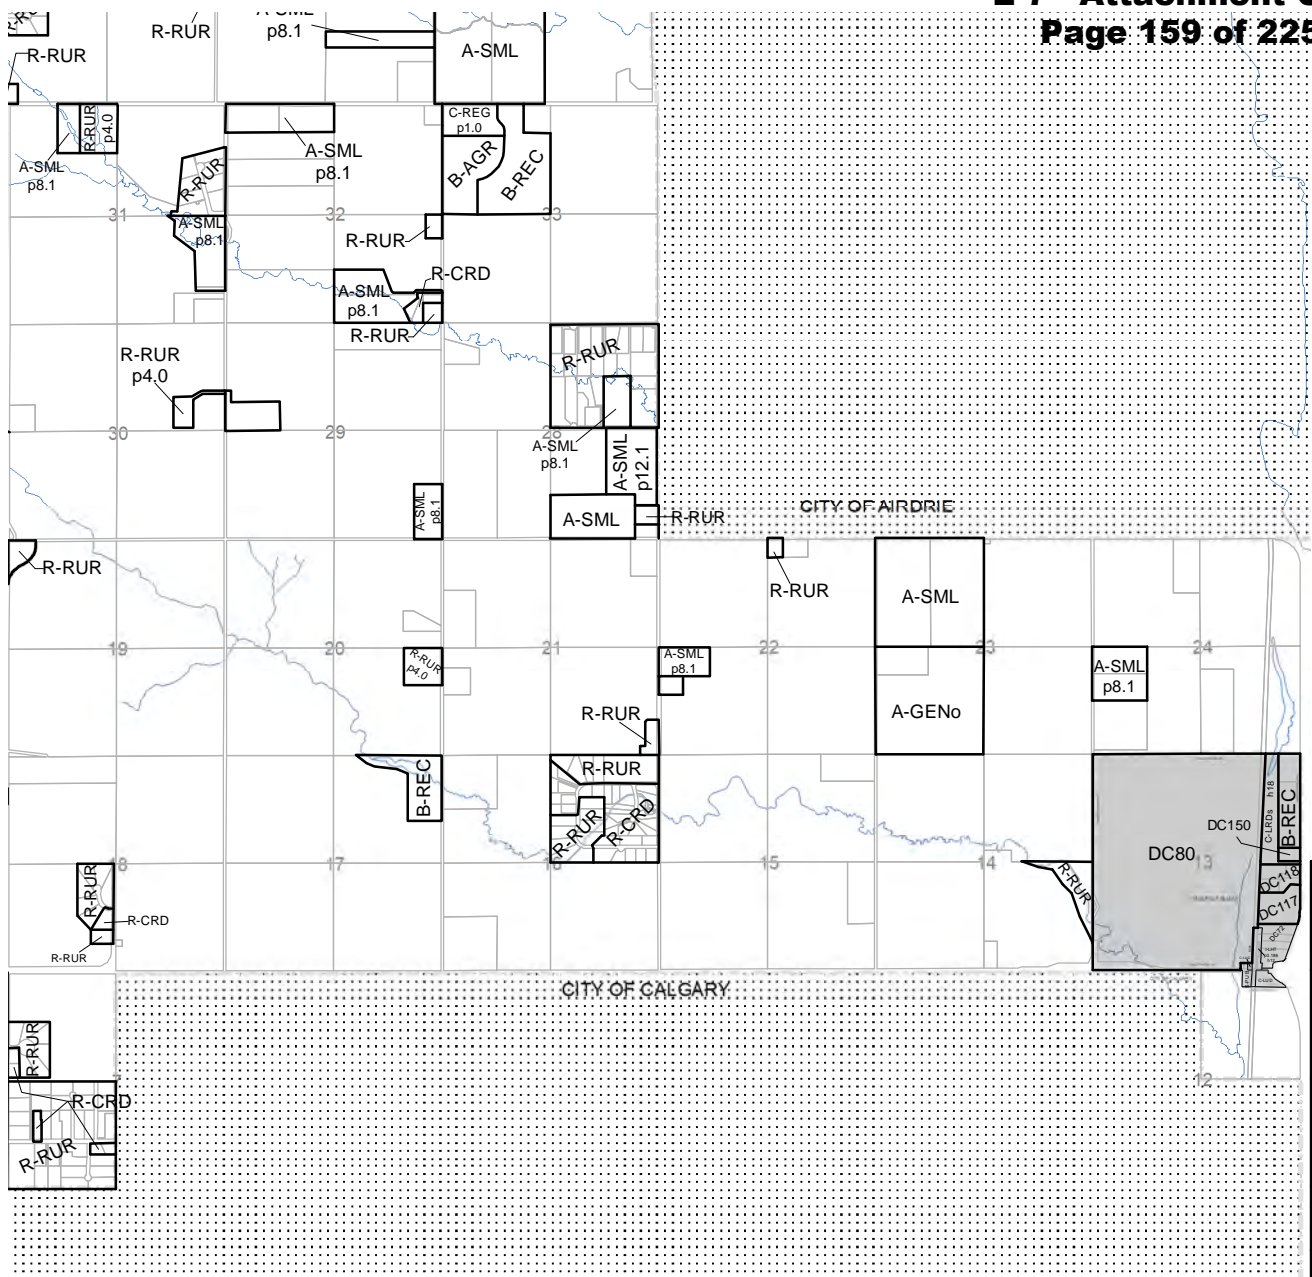 Page 159 of 225
R-RUR
p8.1
A-SML
R-RUR
R-RUR
p4.0
C-REG
p1.0
A-SML
p8.1
A-SML
p8.1
B-AGR
B-REC
R-RUR
31
32
33
A-SML
p8.1
R-RUR
R-CRD
A-SML
p8.1
R-RUR
R-RUR
R-RUR
p4.0
30
29
28
A-SML
p8.1
A-SML
p12.1
A-SML
p8.1
A-SML
R-RUR
CITY OF AIRDRIE
R-RUR
R-RUR
A-SML
19
20
21
22
23
24
R-RUR
p4.0
A-SML
p8.1
A-SML
p8.1
R-RUR
A-GENo
R-RUR
B-REC
R-RUR
R-CRD
h18
C-LRDs
B-REC
DC150
DC80
18
17
16
15
14
13
R-RUR
R-RUR
DC118
DC117
R-CRD
R-RUR
DC72
CITY OF CALGARY
R-RUR
12
R-CRD
R-RUR